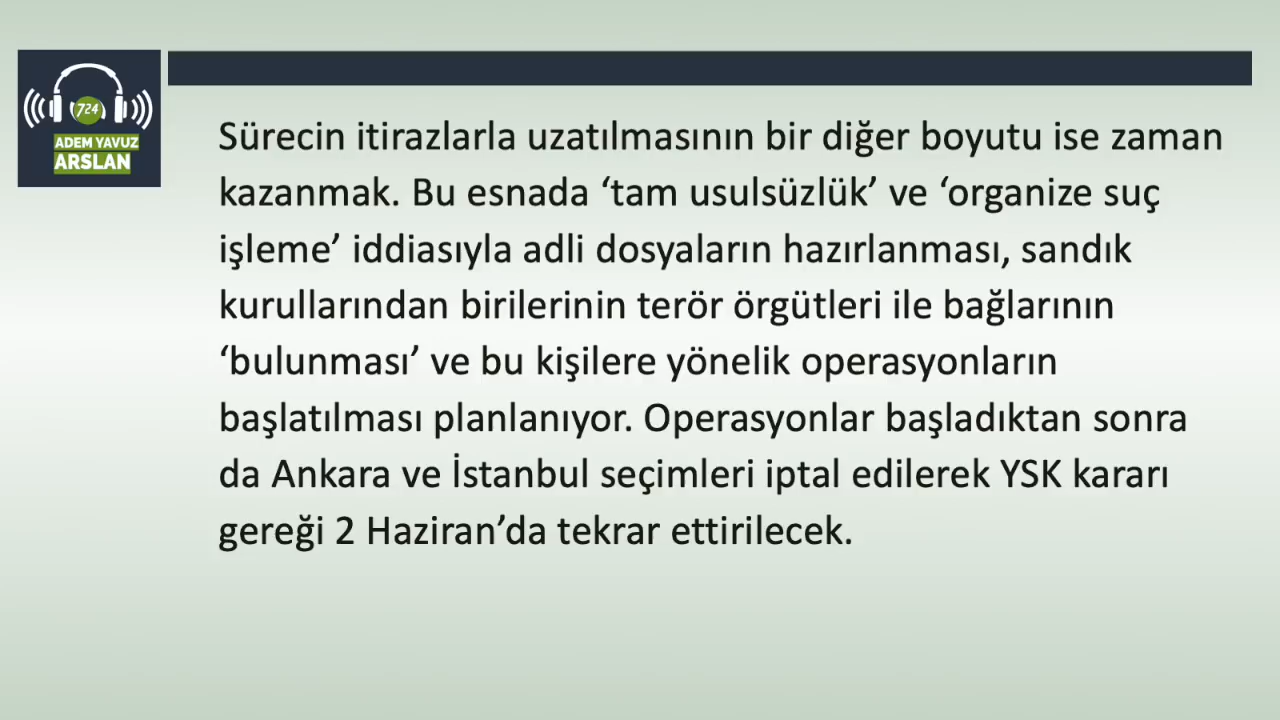 724
ADEM YAVUZ
ARSLAN
Sürecin itirazlarla uzatılmasının bir diğer boyutu ise zaman
kazanmak. Bu esnada ‘tam usulsüzlük’ ve ‘organize suç
işleme’ iddiasıyla adli dosyaların hazırlanması, sandık
kurullarından birilerinin terör örgütleri ile bağlarının
‘bulunması’ ve bu kişilere yönelik operasyonların
başlatılması planlanıyor. Operasyonlar başladıktan sonra
da Ankara ve İstanbul seçimleri iptal edilerek YSK kararı
gereği 2 Haziran’da tekrar ettirilecek.